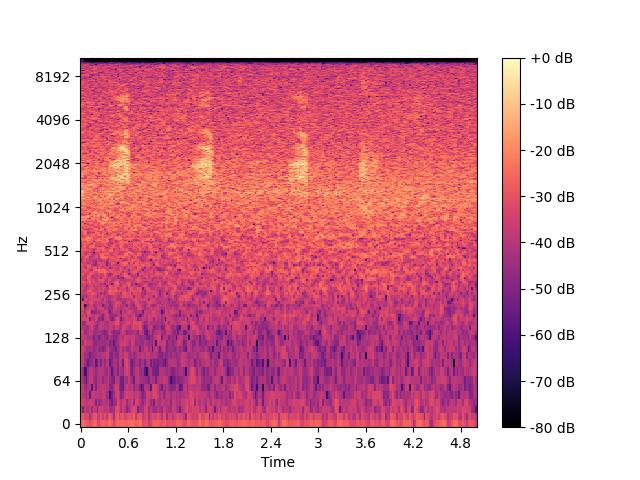 +0 dB
8192
-10 dB
4096
-20 dB
2048
-30 dB
1024
-40 dB
512
-50 dB
256
-60 dB
128
64
-70 dB
0
-80 dB
Hz
0 0.6 1.2 1.8 2.4 3 3.6 4.2 4.8
Time